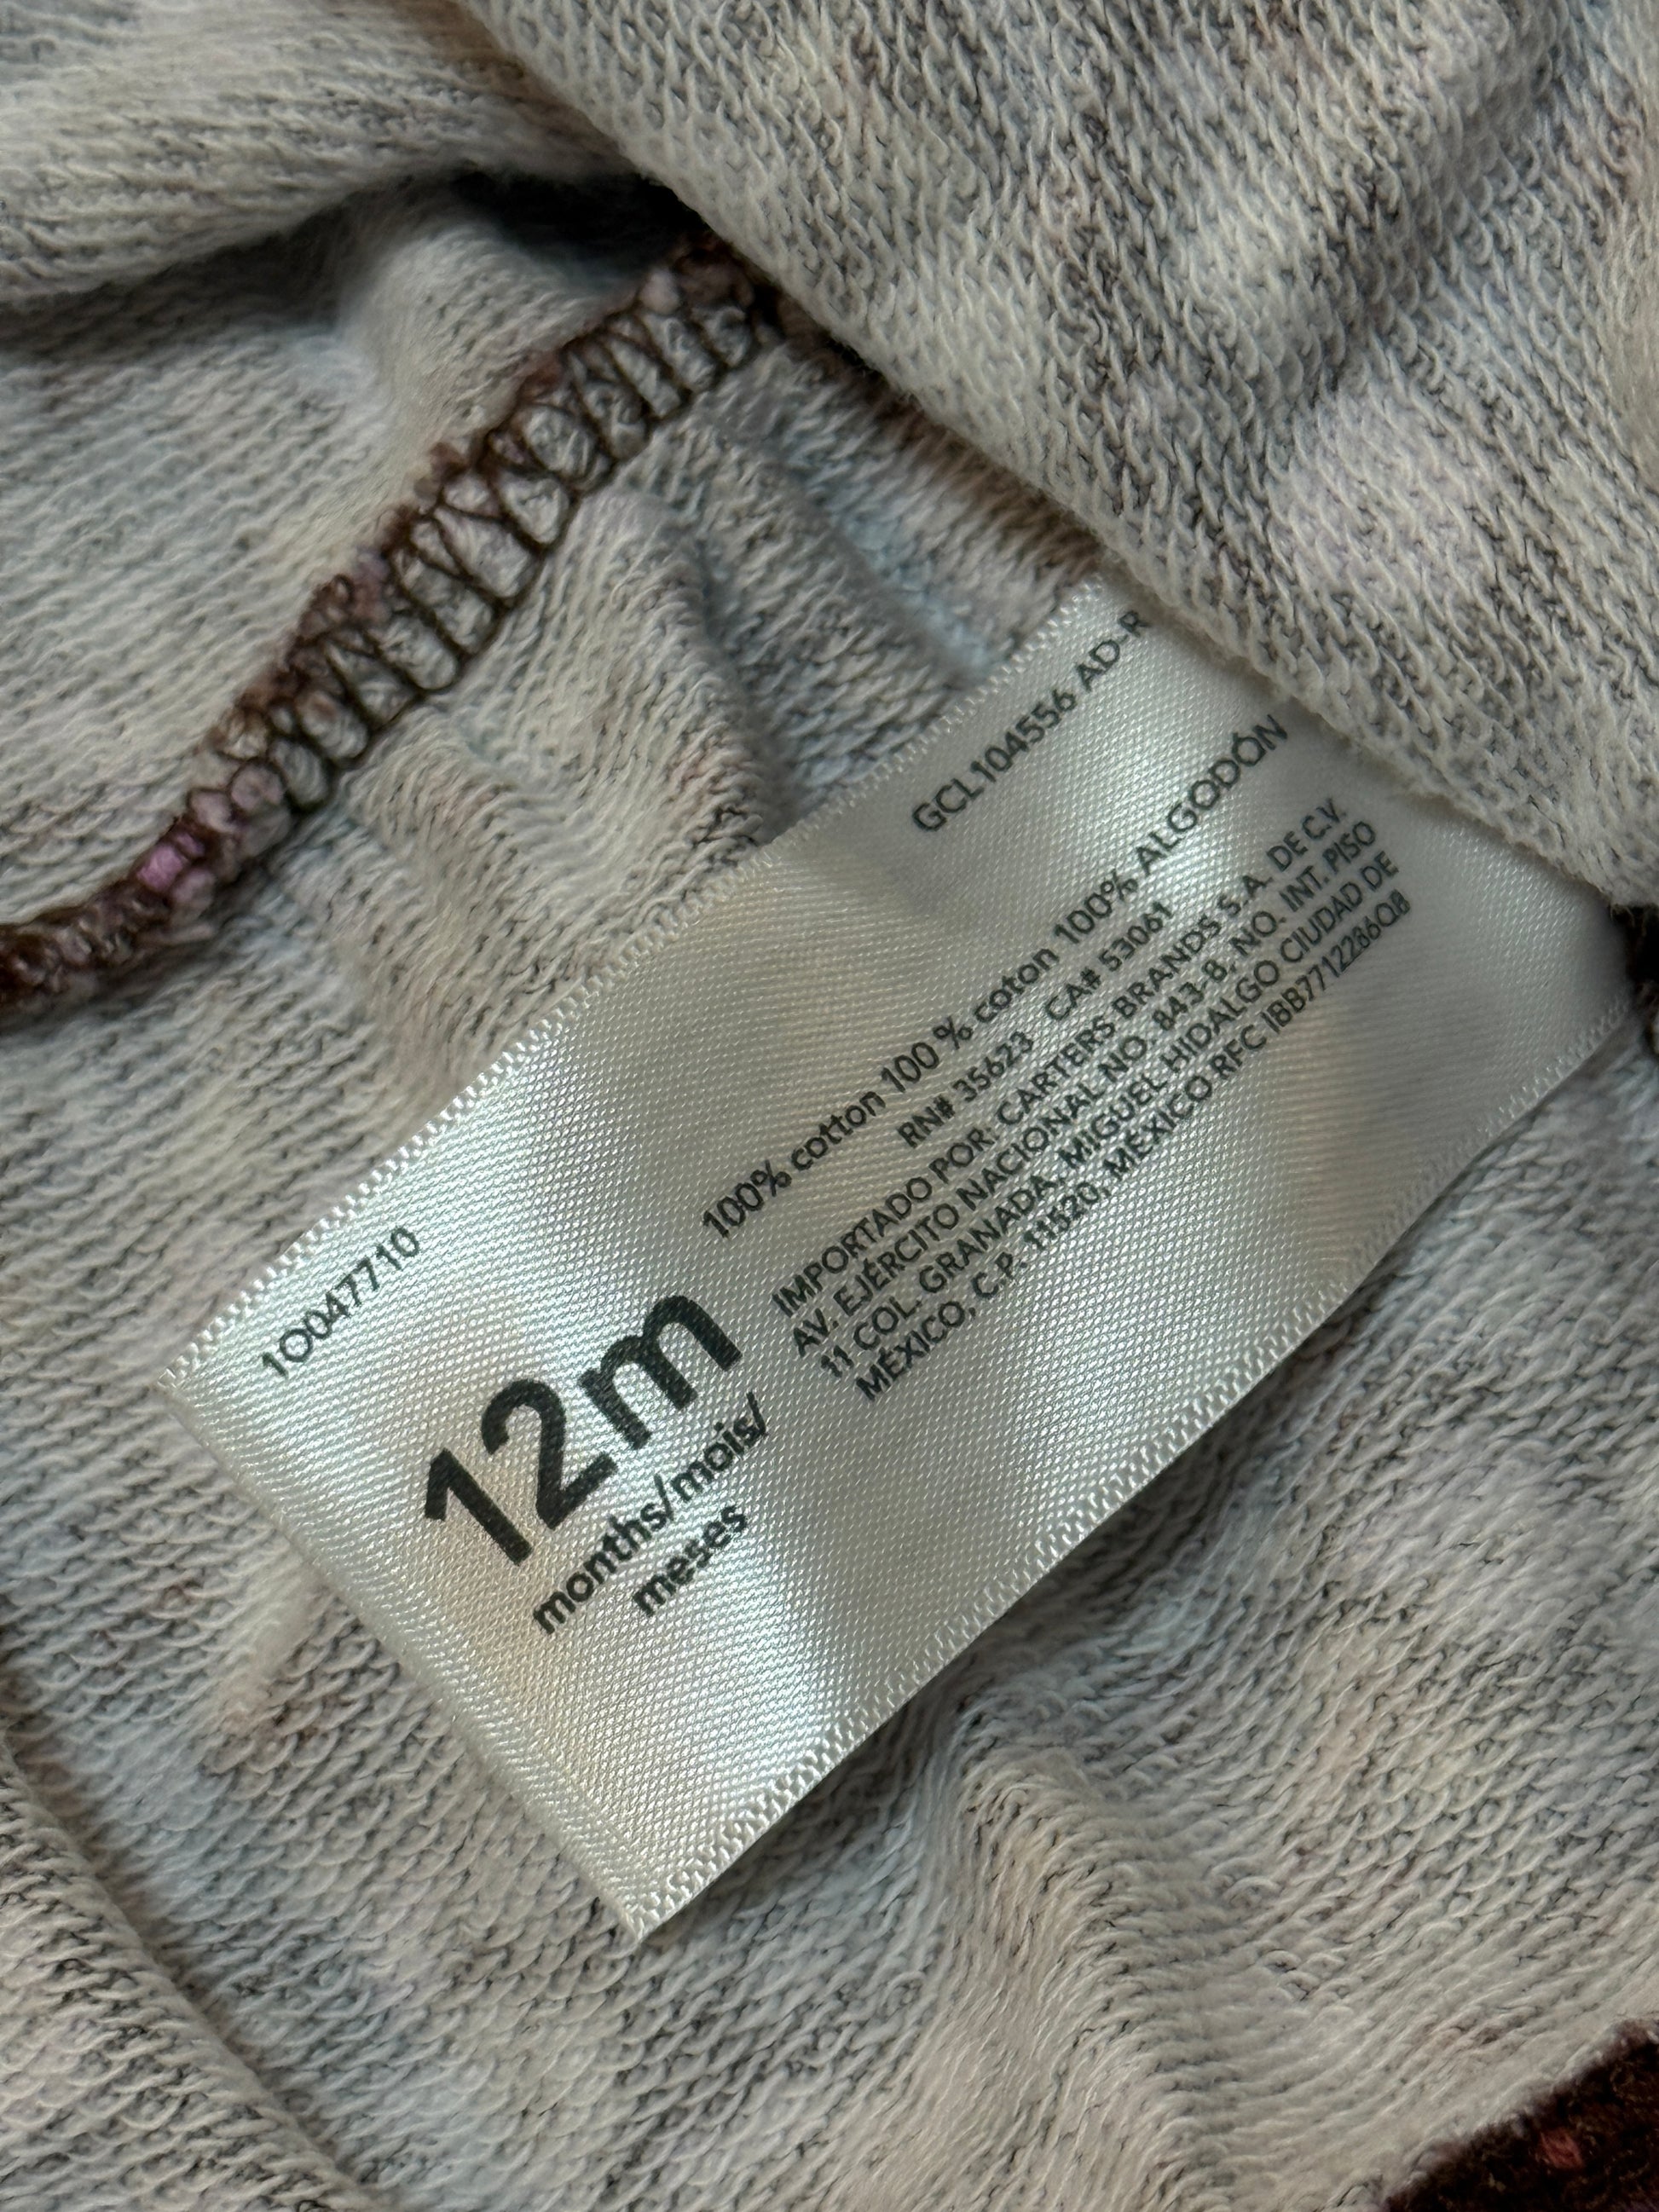 GCL104556 AD-R
100% cotton 100 % coton 100% ALGODÓN
RN# 35623 CA# 53061
IMPORTADO POR: CARTERS BRANDS S.A. DE C.V.
AV. EJÉRCITO NACIONAL NO. 843-B, NO. INT. PISO
11 COL. GRANADA, MIGUEL HIDALGO CIUDAD DE
MÉXICO, C.P. 11520, MÉXICO RFC IBB7712286Q8
1O047710
12m
months/mois/
meses